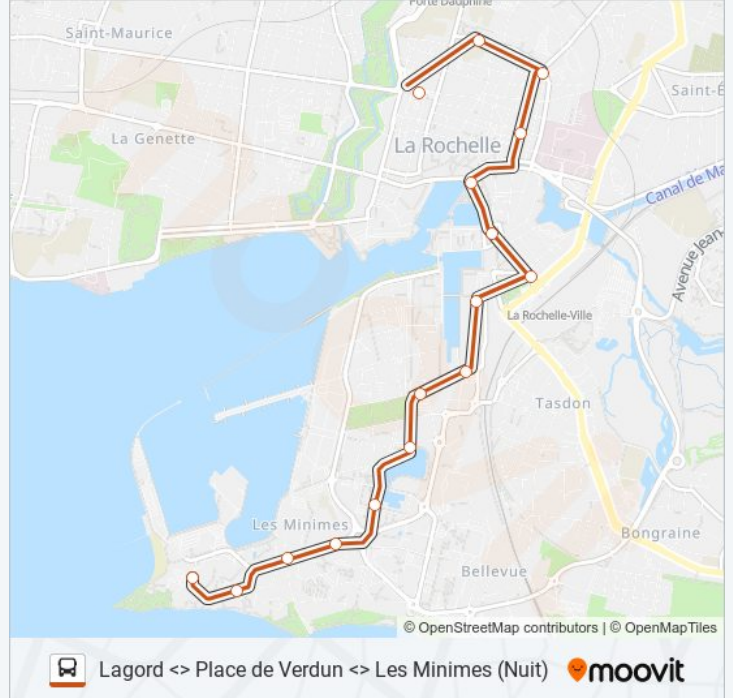 Porte Dauphine
Saint-Maurice
Saint-É
La Genette
La Rochelle
Canal de Ma
Avenue Jean
La Rochelle-Ville
Tasdon
Les Minimes
Bongraine
Bellevue
© OpenStreetMap contributors | © OpenMapTiles
Lagord <> Place de Verdun <> Les Minimes (Nuit)
moovit